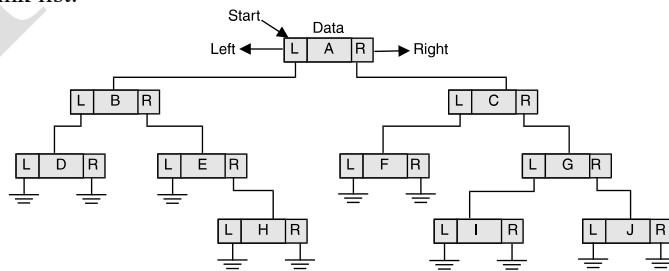 Start
Data
Left L A R Right
L B R L C R
L D R L E R L F R L G R
L H R L I R L J R